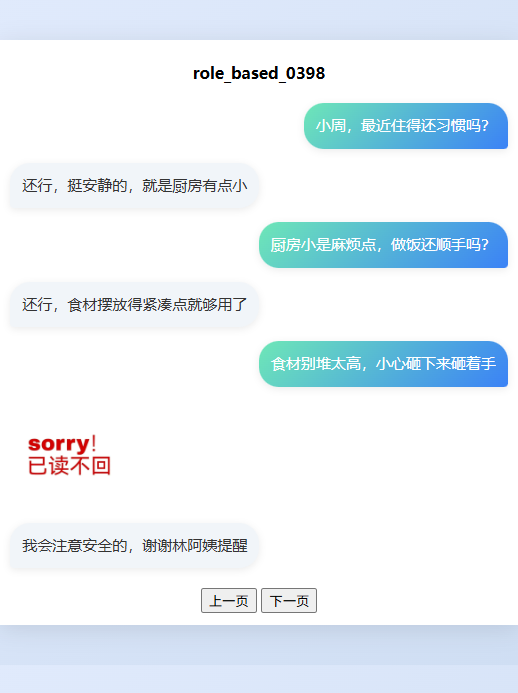 role_based_0398
小周，最近住得还习惯吗？
还行，挺安静的，就是厨房有点小
厨房小是麻烦点，做饭还顺手吗？
还行，食材摆放得紧凑点就够用了
食材别堆太高，小心砸下来砸着手
sorry！
已读不回
我会注意安全的，谢谢林阿姨提醒
上一页 下一页